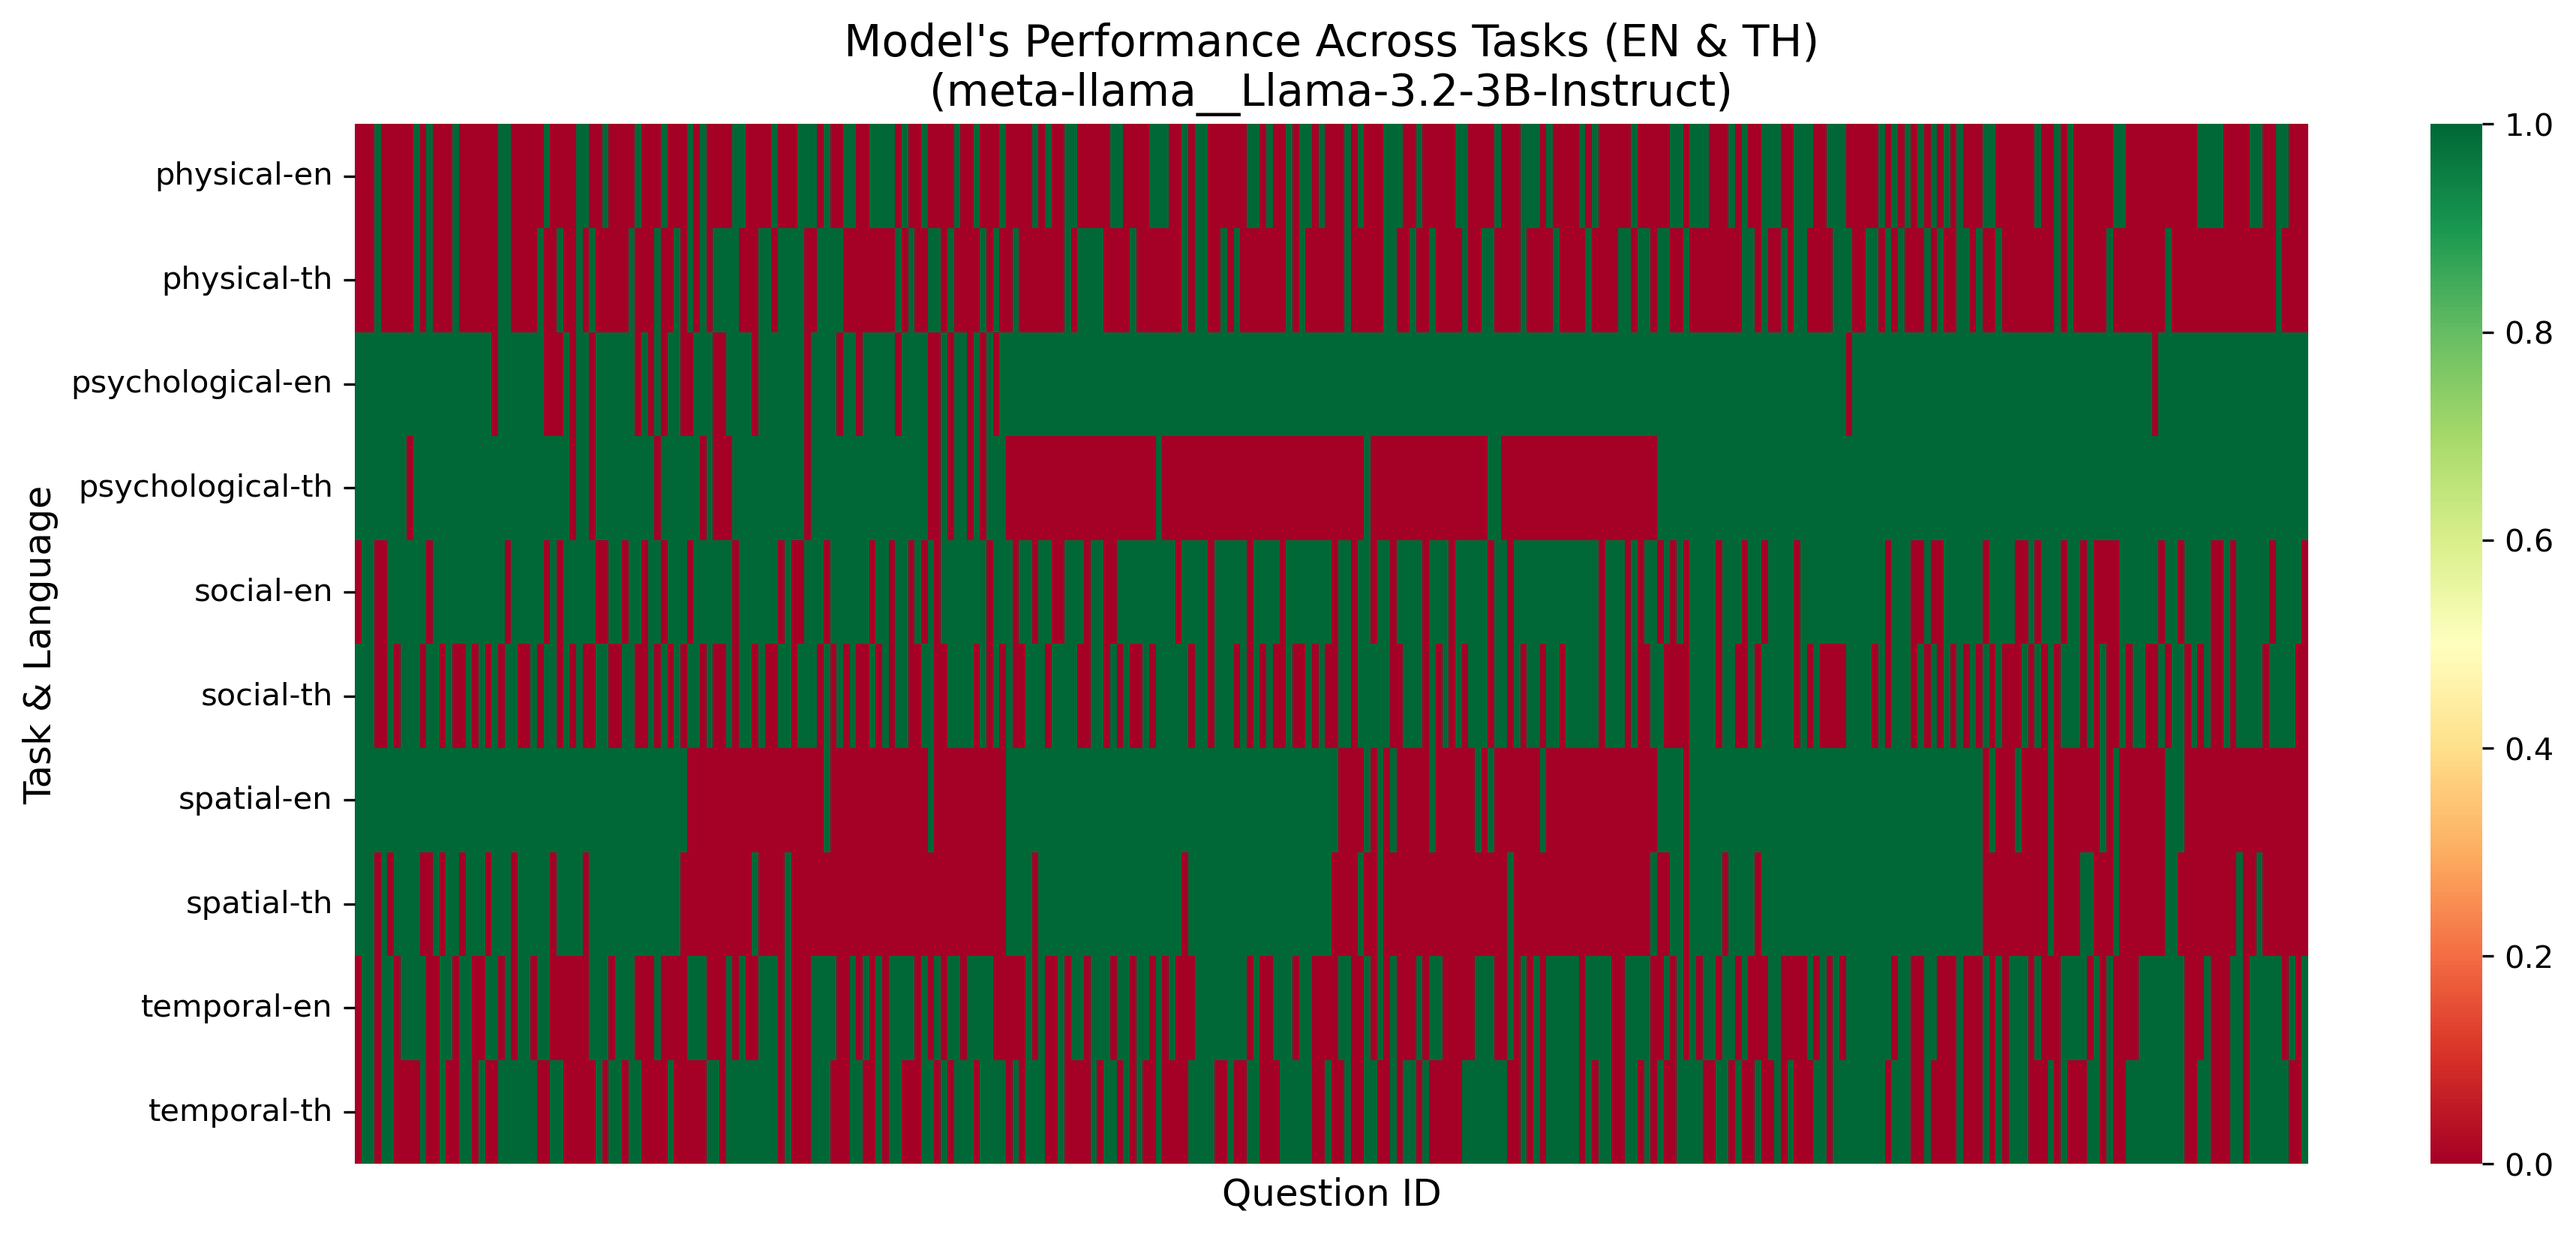 Model's Performance Across Tasks (EN & TH)
(meta-llama__Llama-3.2-3B-Instruct)
Task & Language
physical-en
physical-th
psychological-en
psychological-th
social-en
social-th
spatial-en
spatial-th
temporal-en
temporal-th
Question ID
1.0
0.8
0.6
0.4
0.2
0.0